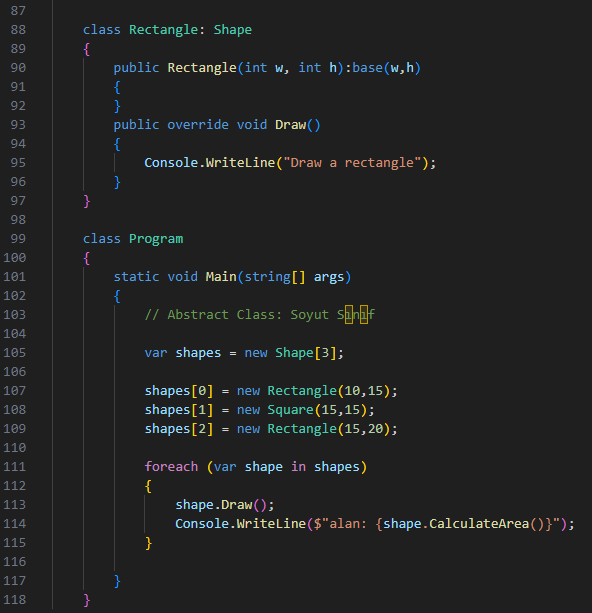 87
88 class Rectangle: Shape
89 {
90 public Rectangle(int w, int h):base(w,h)
91 {
92 }
93 public override void Draw()
94 {
95 Console.WriteLine("Draw a rectangle");
96 }
97 }
98
99 class Program
100 {
101 static void Main(string[] args)
102 {
103 // Abstract Class: Soyut Sınıf
104
105 var shapes = new Shape[3];
106
107 shapes[0] = new Rectangle(10,15);
108 shapes[1] = new Square(15,15);
109 shapes[2] = new Rectangle(15,20);
110
111 foreach (var shape in shapes)
112 {
113 shape.Draw();
114 Console.WriteLine($"alan: {shape.CalculateArea()}");
115 }
116
117 }
118 }